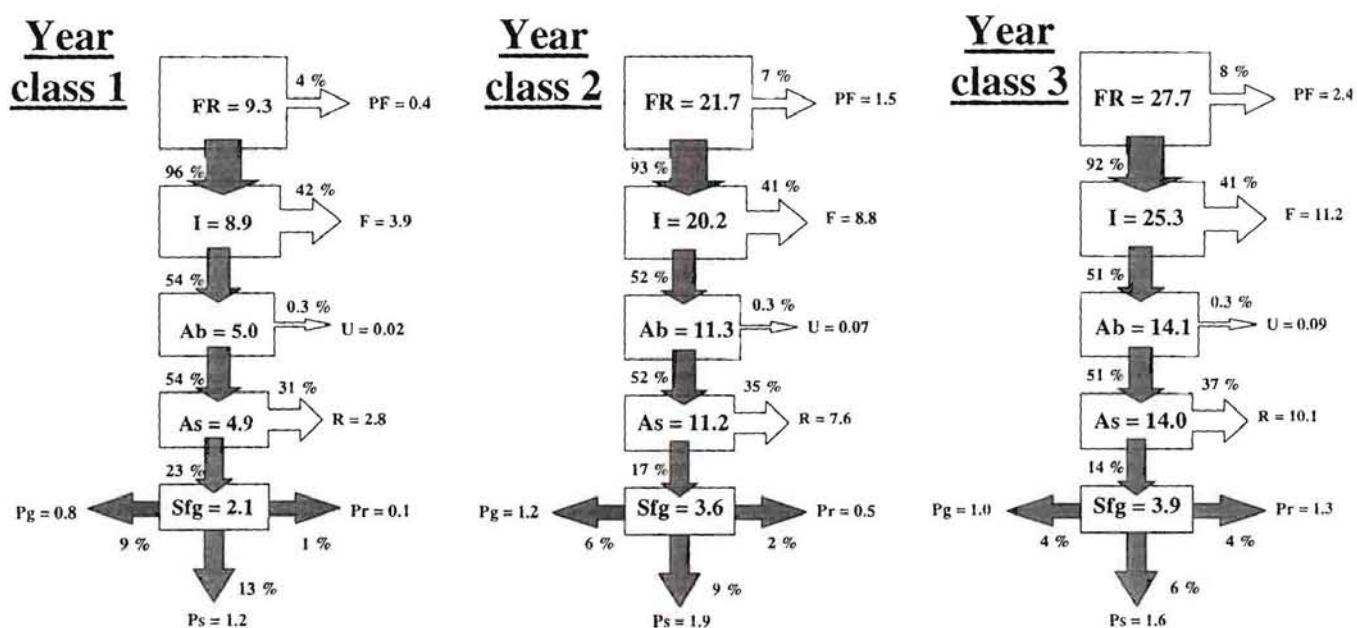 Year
class 1
4 %
FR = 9.3
PF = 0.4
96 %
42 %
I = 8.9
F = 3.9
54 %
0.3 %
Ab = 5.0
U = 0.02
54 %
31 %
As = 4.9
R = 2.8
23 %
Pg = 0.8
Sfg = 2.1
Pr = 0.1
9 %
1 %
13 %
Ps = 1.2
Year
class 2
7 %
FR = 21.7
PF = 1.5
93 %
41 %
I = 20.2
F = 8.8
52 %
0.3 %
Ab = 11.3
U = 0.07
52 %
35 %
As = 11.2
R = 7.6
17 %
Pg = 1.2
Sfg = 3.6
Pr = 0.5
6 %
2 %
9 %
Ps = 1.9
Year
class 3
8 %
FR = 27.7
PF = 2.4
92 %
41 %
I = 25.3
F = 11.2
51 %
0.3 %
Ab = 14.1
U = 0.09
51 %
37 %
As = 14.0
R = 10.1
14 %
Pg = 1.0
Sfg = 3.9
Pr = 1.3
4 %
4 %
6 %
Ps = 1.6